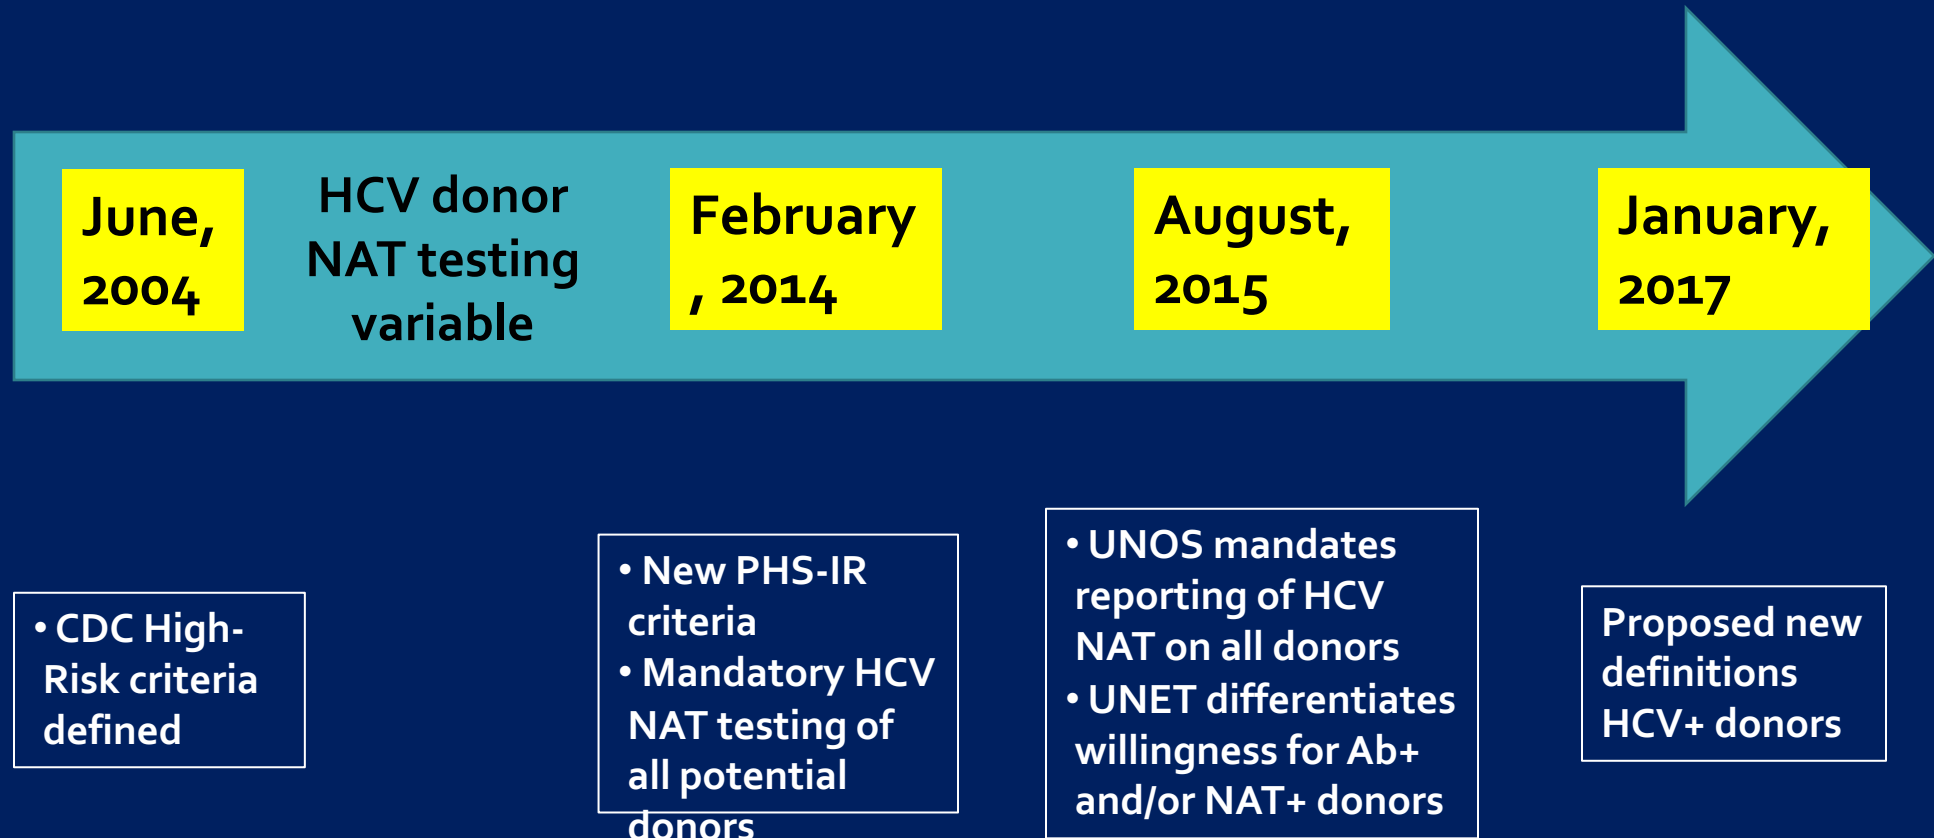 June,
2004
HCV donor
NAT testing
variable
February
, 2014
August,
2015
January,
2017
• CDC High-
Risk criteria
defined
• New PHS-IR
criteria
• Mandatory HCV
NAT testing of
all potential
donors
• UNOS mandates
reporting of HCV
NAT on all donors
• UNET differentiates
willingness for Ab+
and/or NAT+ donors
Proposed new
definitions
HCV+ donors